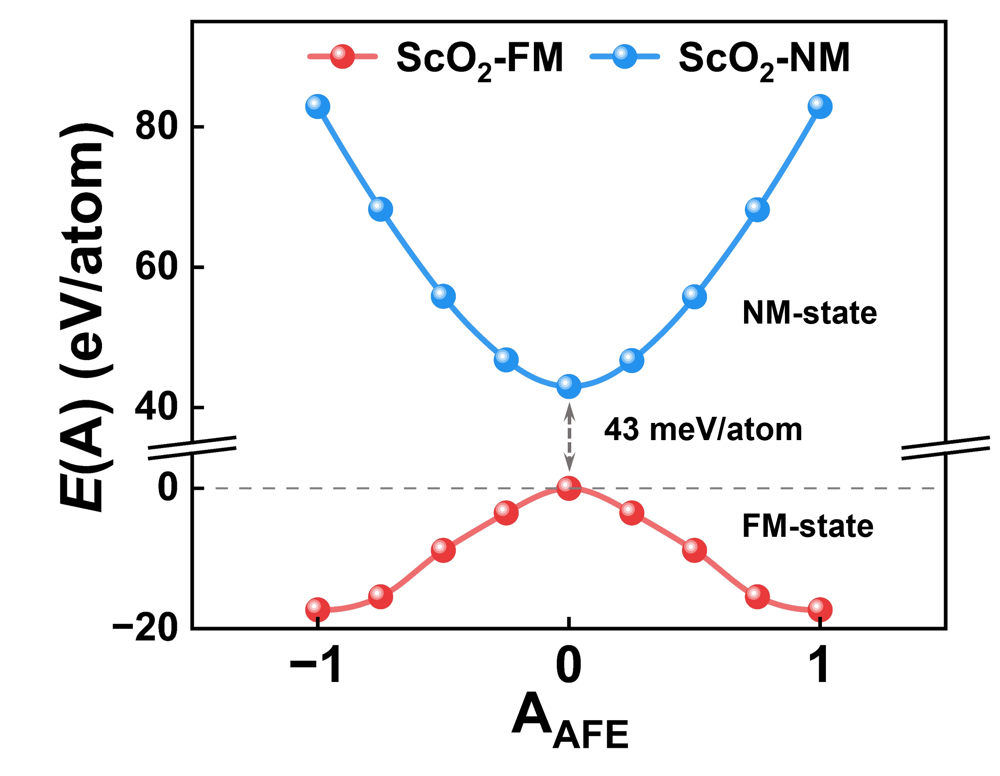 ScO₂-FM ScO₂-NM
E(A) (eV/atom)
80
60
40
0
−20
NM-state
43 meV/atom
FM-state
−1 0 1
A_AFE